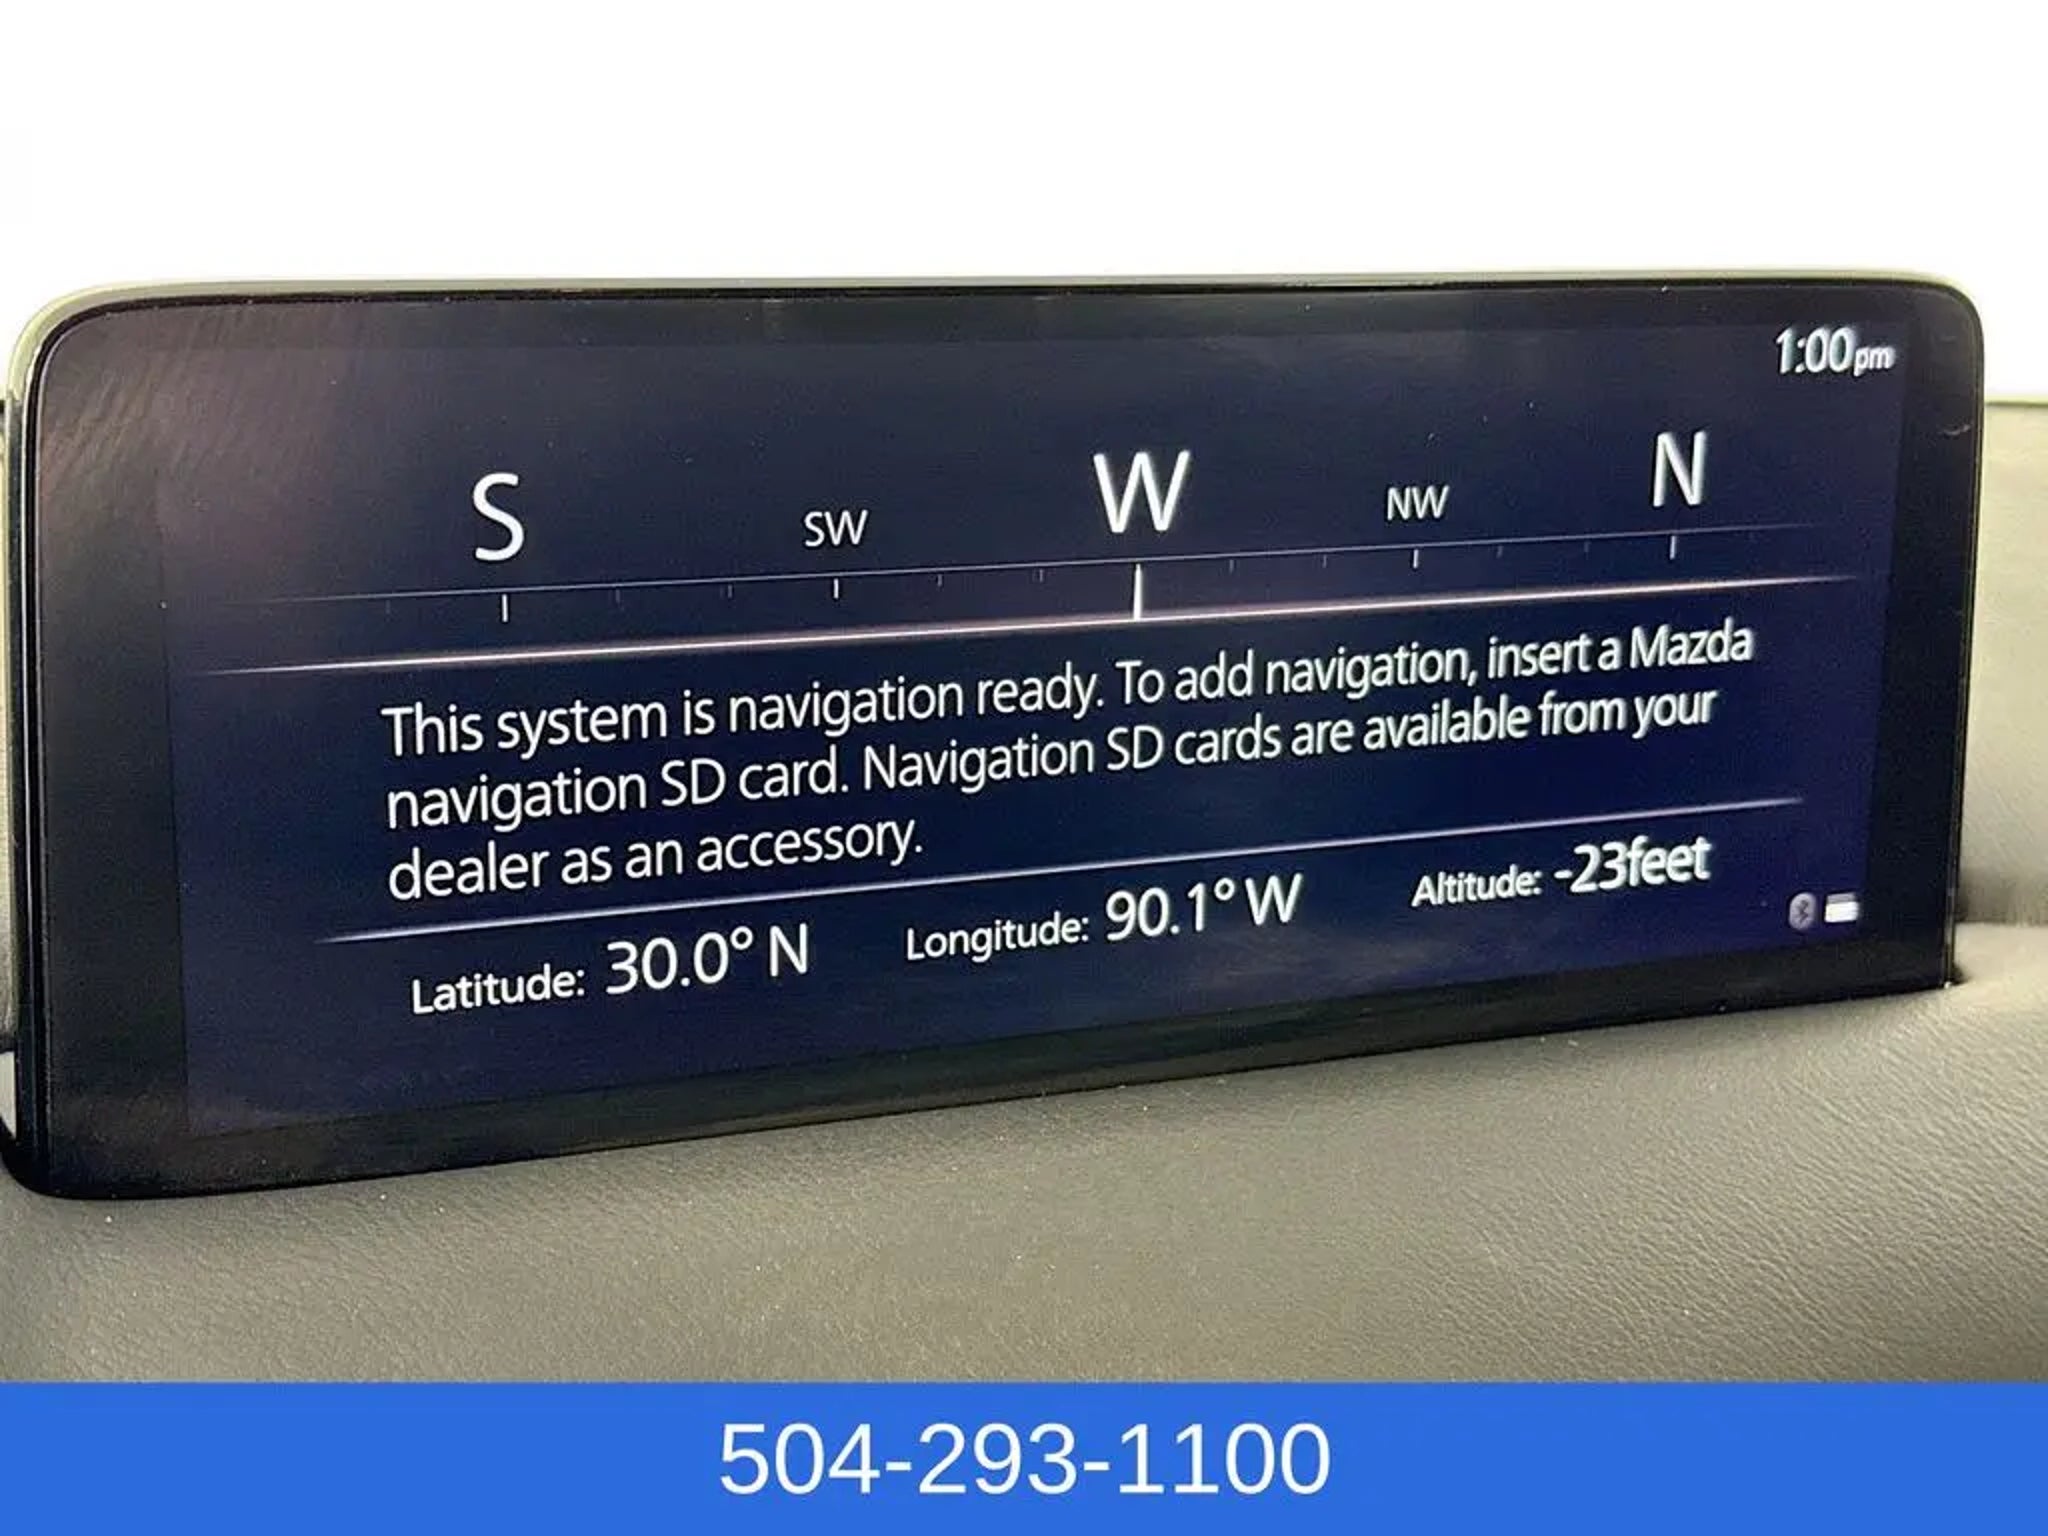 1:00pm
S SW W NW N
This system is navigation ready. To add navigation, insert a Mazda
navigation SD card. Navigation SD cards are available from your
dealer as an accessory.
Latitude: 30.0° N Longitude: 90.1° W Altitude: -23feet
504-293-1100